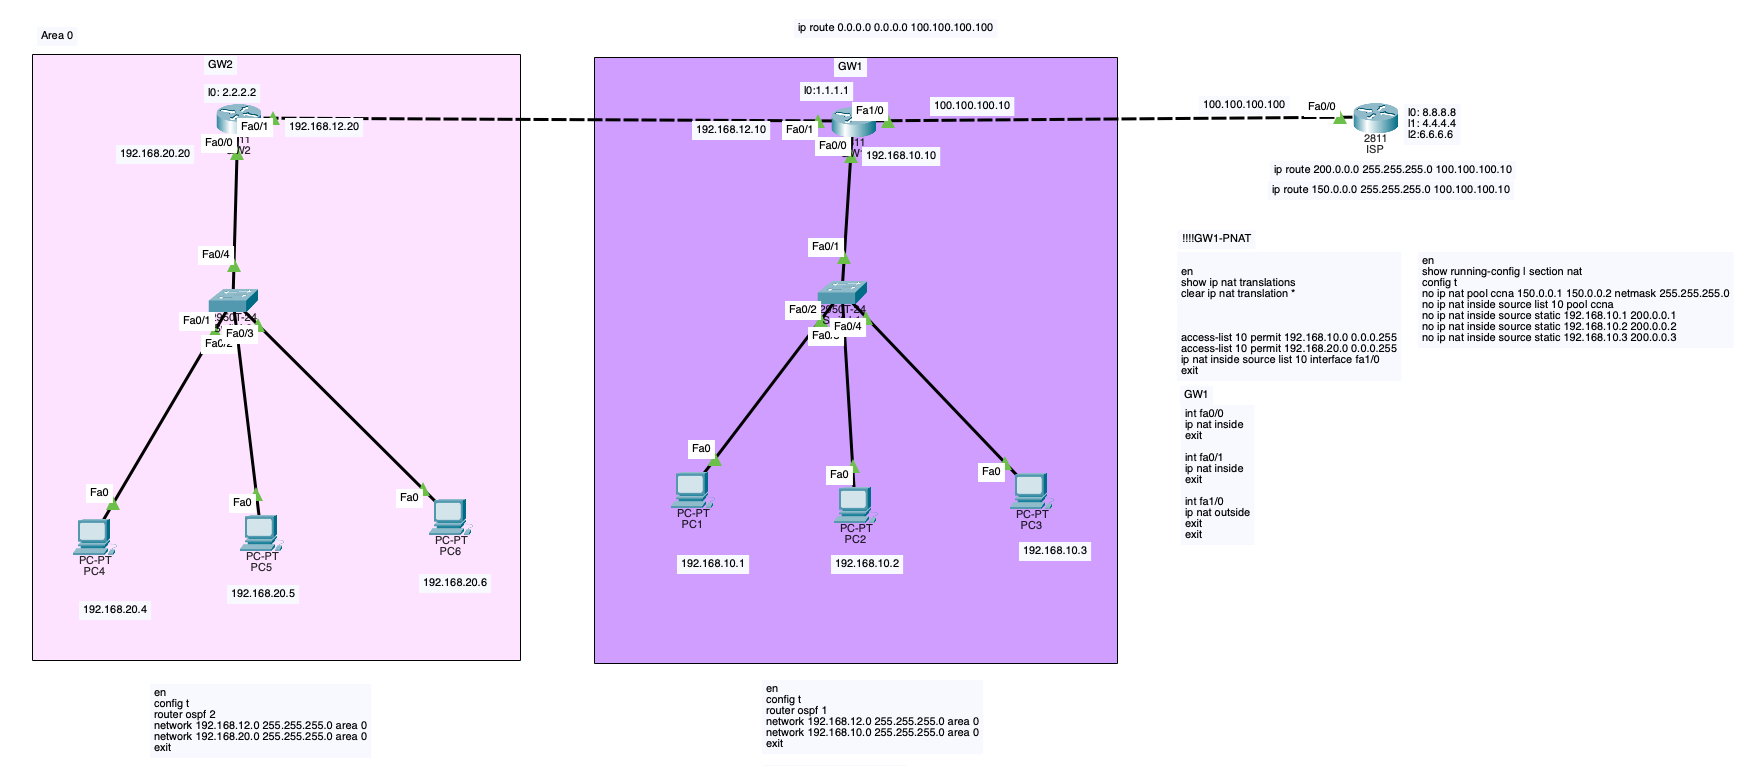 Area 0
ip route 0.0.0.0 0.0.0.0 100.100.100.100
GW2
l0: 2.2.2.2
Fa0/1
192.168.12.20
Fa0/0
192.168.20.20
Fa0/4
Fa0/1
Fa0/3
Fa0
PC-PT
PC4
192.168.20.4
Fa0
PC-PT
PC5
192.168.20.5
Fa0
PC-PT
PC6
192.168.20.6
en
config t
router ospf 2
network 192.168.12.0 255.255.255.0 area 0
network 192.168.20.0 255.255.255.0 area 0
exit
GW1
l0:1.1.1.1
Fa1/0
100.100.100.10
192.168.12.10
Fa0/1
Fa0/0
192.168.10.10
Fa0/1
Fa0/2
Fa0/4
Fa0
PC-PT
PC1
192.168.10.1
Fa0
PC-PT
PC2
192.168.10.2
Fa0
PC-PT
PC3
192.168.10.3
en
config t
router ospf 1
network 192.168.12.0 255.255.255.0 area 0
network 192.168.10.0 255.255.255.0 area 0
exit
100.100.100.100
Fa0/0
2811
ISP
l0: 8.8.8.8
l1: 4.4.4.4
l2:6.6.6.6
ip route 200.0.0.0 255.255.255.0 100.100.100.10
ip route 150.0.0.0 255.255.255.0 100.100.100.10
!!!!GW1-PNAT
en
show ip nat translations
clear ip nat translation *
access-list 10 permit 192.168.10.0 0.0.0.255
access-list 10 permit 192.168.20.0 0.0.0.255
ip nat inside source list 10 interface fa1/0
exit
en
show running-config | section nat
config t
no ip nat pool ccna 150.0.0.1 150.0.0.2 netmask 255.255.255.0
no ip nat inside source list 10 pool ccna
no ip nat inside source static 192.168.10.1 200.0.0.1
no ip nat inside source static 192.168.10.2 200.0.0.2
no ip nat inside source static 192.168.10.3 200.0.0.3
GW1
int fa0/0
ip nat inside
exit
int fa0/1
ip nat inside
exit
int fa1/0
ip nat outside
exit
exit